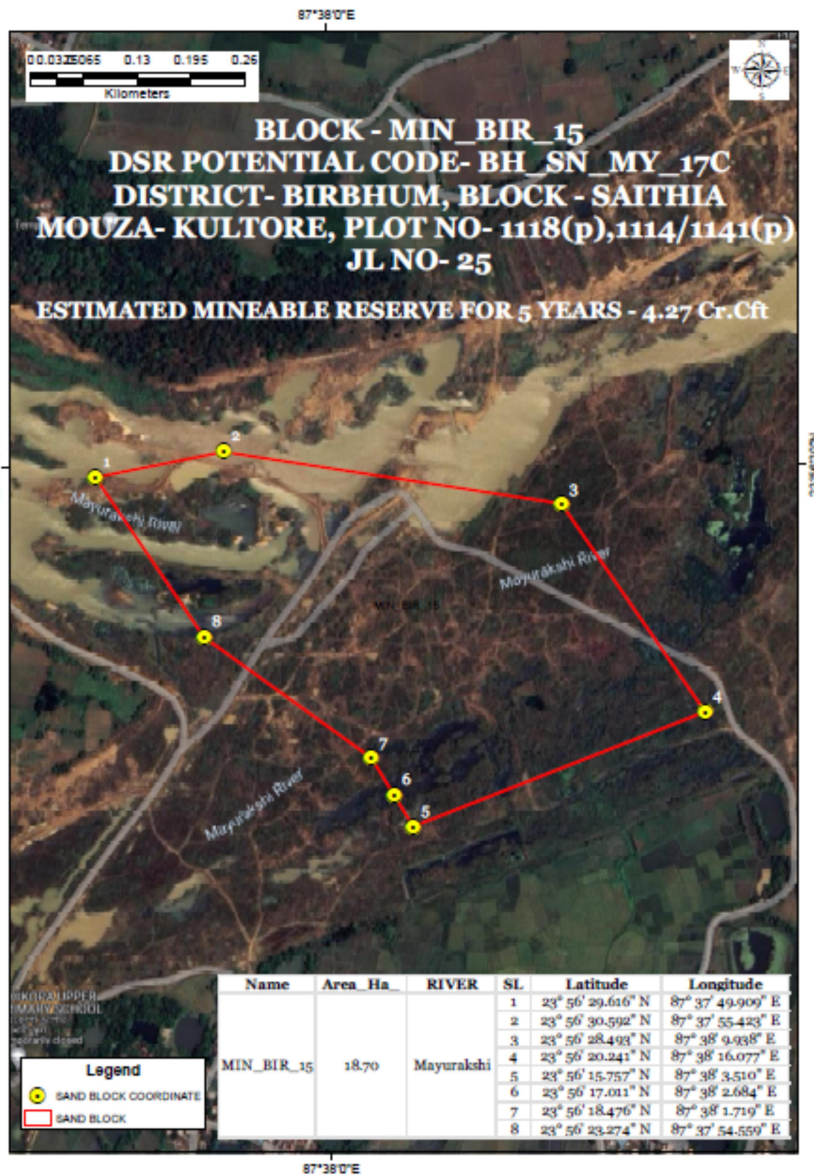 87°38'0"E
0 0.0325 0.065 0.13 0.195 0.26
Kilometers
N
W E
S
BLOCK - MIN_BIR_15
DSR POTENTIAL CODE- BH_SN_MY_17C
DISTRICT- BIRBHUM, BLOCK - SAITHIA
MOUZA- KULTORE, PLOT NO- 1118(p),1114/1141(p)
JL NO- 25
ESTIMATED MINEABLE RESERVE FOR 5 YEARS - 4.27 Cr.Cft
1
2
3
Mayurakshi River
Mayurakshi River
MIN_BIR_15
8
4
7
6
5
Mayurakshi River
Name Area_Ha_ RIVER SL Latitude Longitude
MIN_BIR_15 18.70 Mayurakshi
1 23° 56' 29.616" N 87° 37' 49.909" E
2 23° 56' 30.592" N 87° 37' 55.423" E
3 23° 56' 28.493" N 87° 38' 9.938" E
4 23° 56' 20.241" N 87° 38' 16.077" E
5 23° 56' 15.757" N 87° 38' 3.510" E
6 23° 56' 17.011" N 87° 38' 2.684" E
7 23° 56' 18.476" N 87° 38' 1.719" E
8 23° 56' 23.274" N 87° 37' 54.559" E
UPPER
SCHOOL
closed
Legend
SAND BLOCK COORDINATE
SAND BLOCK
87°38'0"E